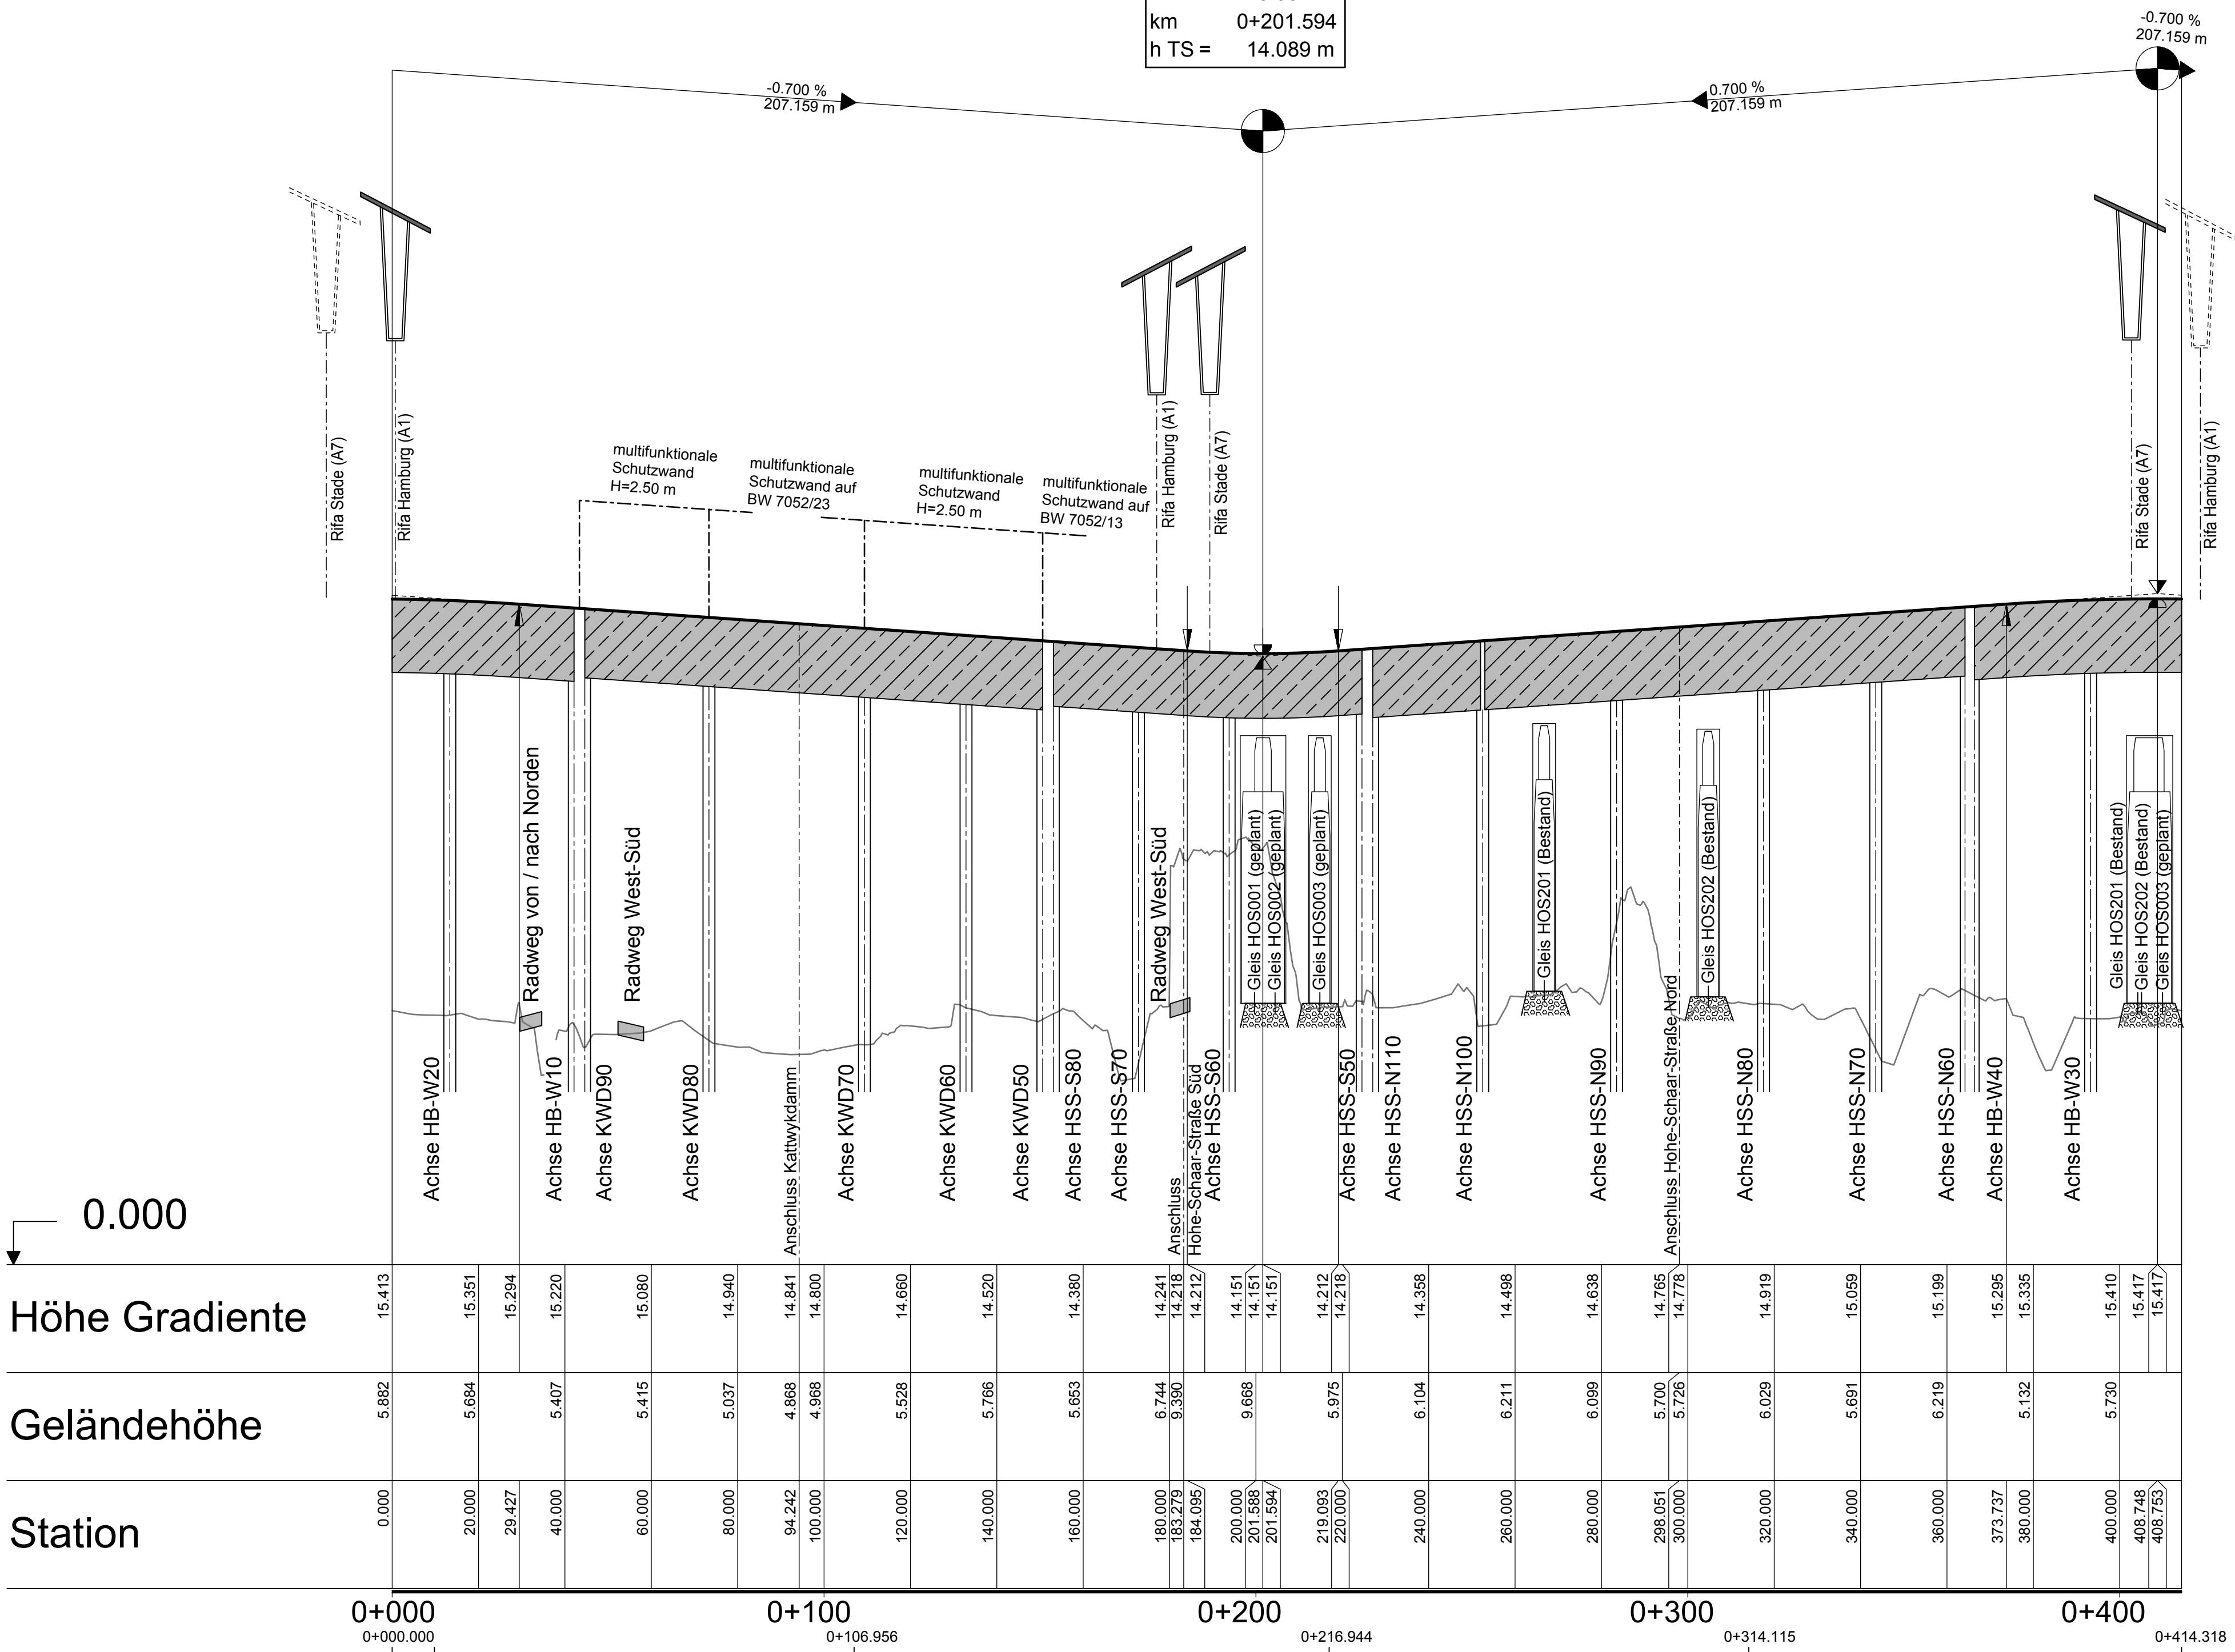 km 0+201.594
h TS = 14.089 m
-0.700 %
207.159 m
-0.700 %
207.159 m
0.700 %
207.159 m
Rifa Stade (A7)
Rifa Hamburg (A1)
Rifa Hamburg (A1)
Rifa Stade (A7)
Rifa Stade (A7)
Rifa Hamburg (A1)
multifunktionale
Schutzwand
H=2.50 m
multifunktionale
Schutzwand auf
BW 7052/23
multifunktionale
Schutzwand
H=2.50 m
multifunktionale
Schutzwand auf
BW 7052/13
Radweg von / nach Norden
Radweg West-Süd
Radweg West-Süd
Gleis HOS001 (geplant)
Gleis HOS002 (geplant)
Gleis HOS003 (geplant)
Gleis HOS201 (Bestand)
Gleis HOS202 (Bestand)
Gleis HOS201 (Bestand)
Gleis HOS202 (Bestand)
Gleis HOS003 (geplant)
Achse HB-W20
Achse HB-W10
Achse KWD90
Achse KWD80
Anschluss Kattwykdamm
Achse KWD70
Achse KWD60
Achse KWD50
Achse HSS-S80
Achse HSS-S70
Anschluss
Hohe-Schaar-Straße Süd
Achse HSS-S60
Achse HSS-S50
Achse HSS-N110
Achse HSS-N100
Achse HSS-N90
Anschluss Hohe-Schaar-Straße Nord
Achse HSS-N80
Achse HSS-N70
Achse HSS-N60
Achse HB-W40
Achse HB-W30
0.000
Höhe Gradiente
15.413 15.351 15.294 15.220 15.080 14.940 14.841 14.800 14.660 14.520 14.380 14.241 14.218 14.212 14.151 14.151 14.151 14.212 14.218 14.358 14.498 14.638 14.765 14.778 14.919 15.059 15.199 15.295 15.335 15.410 15.417 15.417
Geländehöhe
5.882 5.684 5.407 5.415 5.037 4.868 4.968 5.528 5.766 5.653 6.744 9.390 9.668 5.975 6.104 6.211 6.099 5.700 5.726 6.029 5.691 6.219 5.132 5.730
Station
0.000 20.000 29.427 40.000 60.000 80.000 94.242 100.000 120.000 140.000 160.000 180.000 183.279 184.095 200.000 201.588 201.594 219.093 220.000 240.000 260.000 280.000 298.051 300.000 320.000 340.000 360.000 373.737 380.000 400.000 408.748 408.753
0+000 0+100 0+200 0+300 0+400
0+000.000 0+106.956 0+216.944 0+314.115 0+414.318